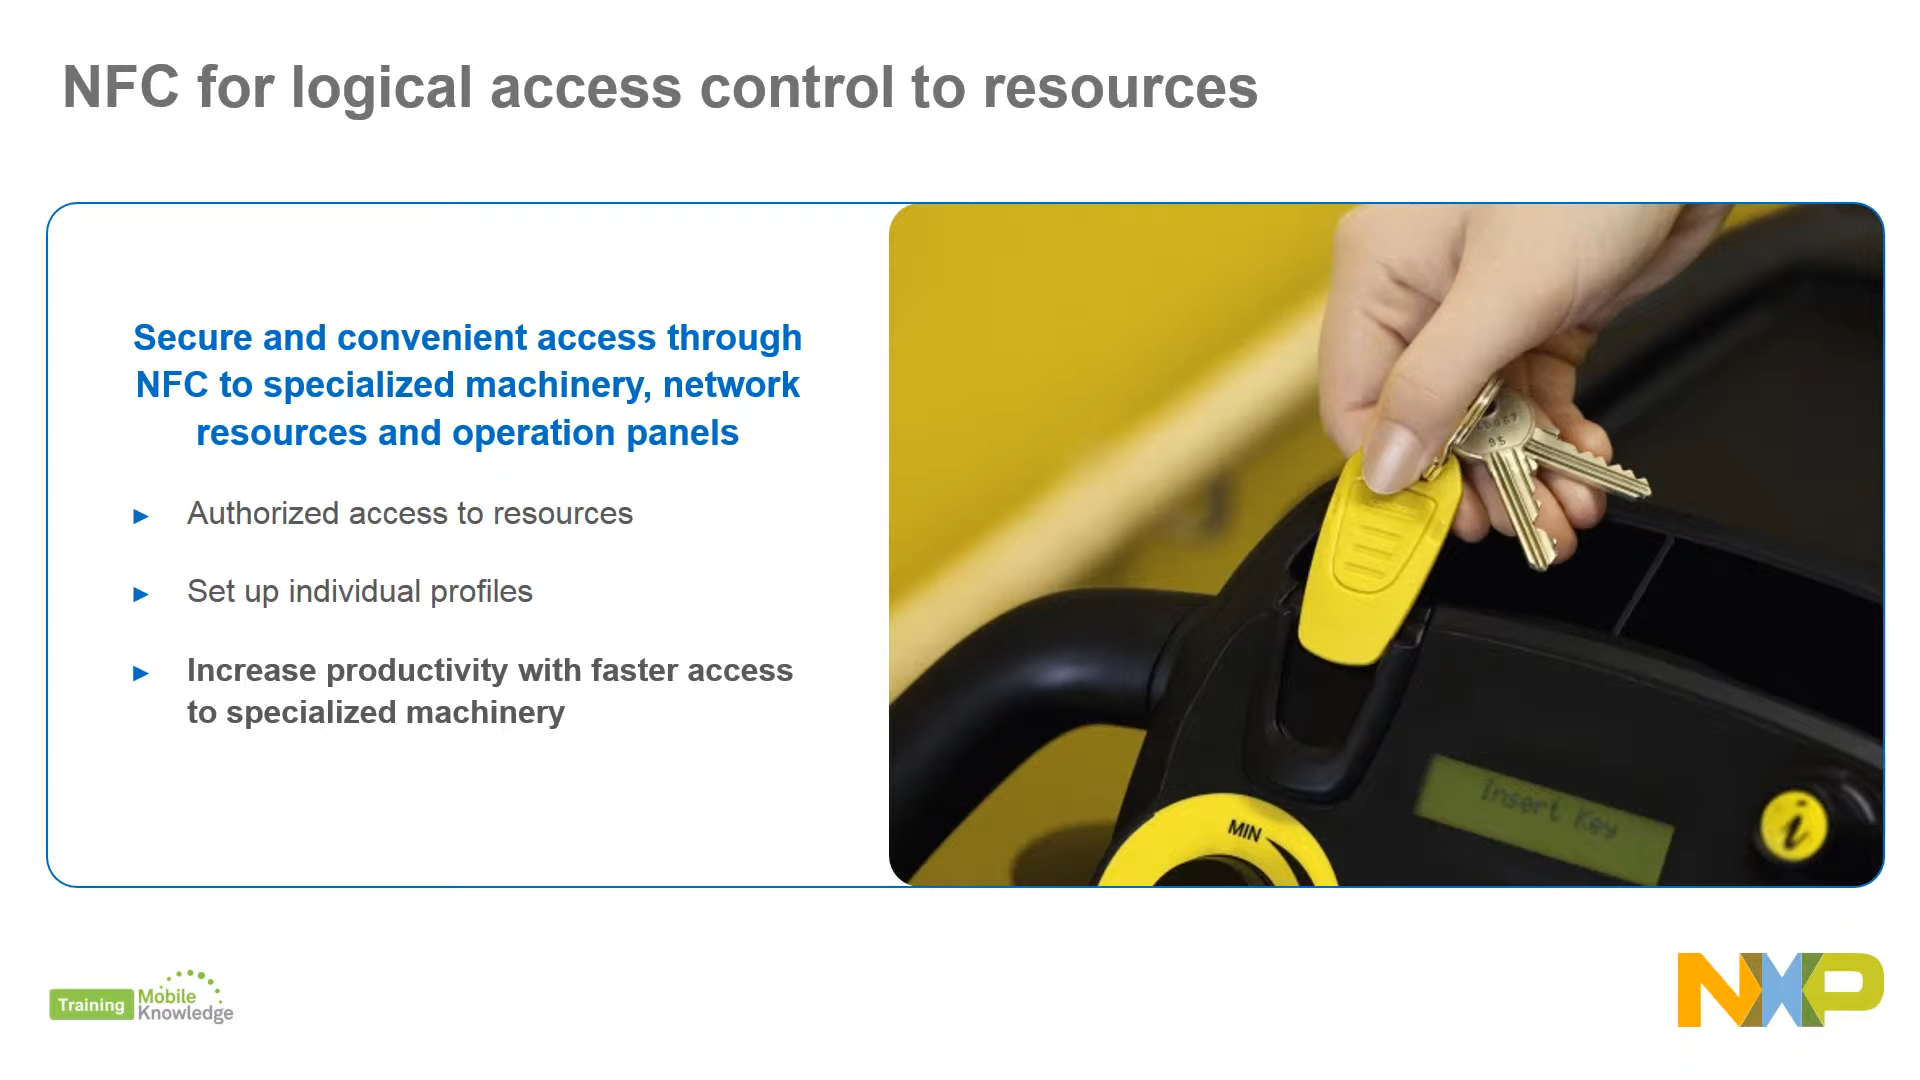 NFC for logical access control to resources
Secure and convenient access through
NFC to specialized machinery, network
resources and operation panels
► Authorized access to resources
► Set up individual profiles
► Increase productivity with faster access
to specialized machinery
95
MIN
Insert Key
i
Training
Mobile
Knowledge
NXP